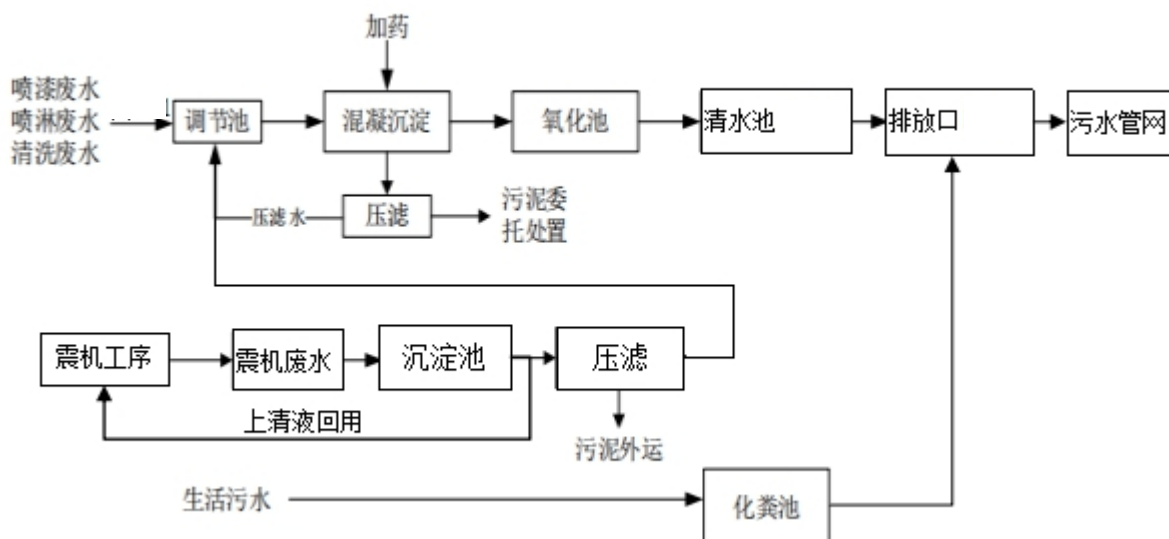 加药
喷漆废水
喷淋废水
清洗废水
调节池
混凝沉淀
氧化池
清水池
排放口
污水管网
压滤水
压滤
污泥委
托处置
震机工序
震机废水
沉淀池
压滤
上清液回用
污泥外运
生活污水
化粪池